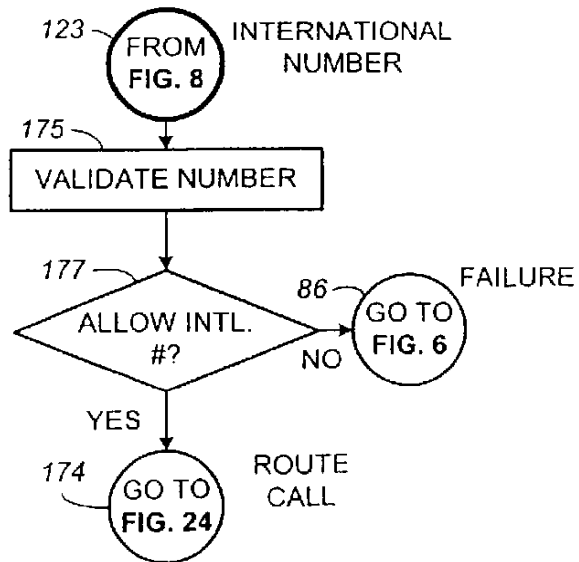 123
FROM
FIG. 8
INTERNATIONAL
NUMBER
175
VALIDATE NUMBER
177
ALLOW INTL.
#?
NO
86
GO TO
FIG. 6
FAILURE
YES
174
GO TO
FIG. 24
ROUTE
CALL